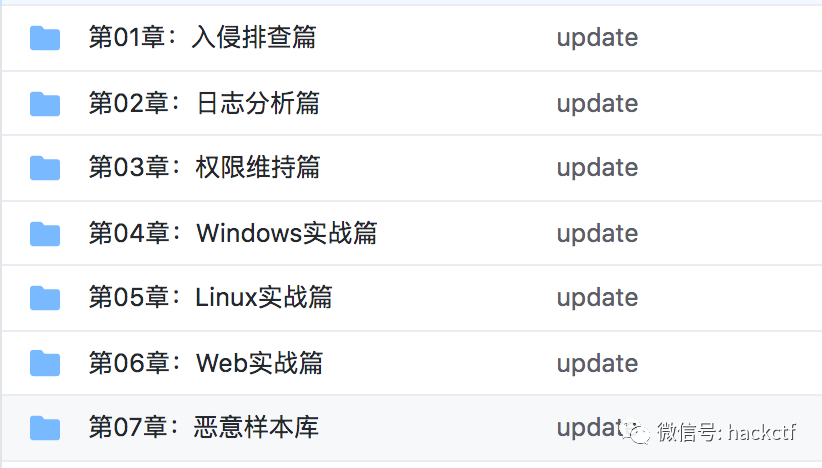 第01章：入侵排查篇 update
第02章：日志分析篇 update
第03章：权限维持篇 update
第04章：Windows实战篇 update
第05章：Linux实战篇 update
第06章：Web实战篇 update
第07章：恶意样本库 update
微信号: hackctf